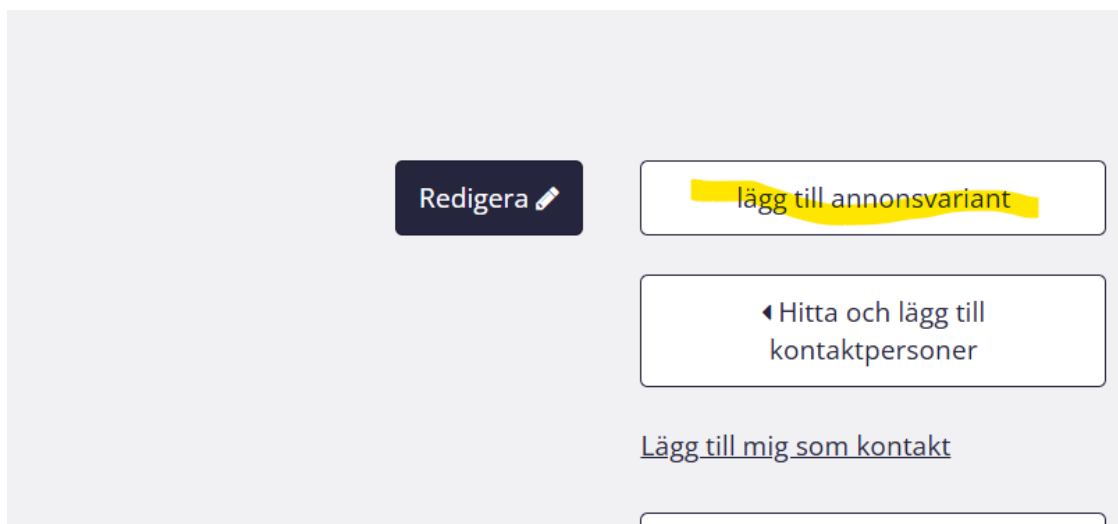 Redigera
lägg till annonsvariant
Hitta och lägg till
kontaktpersoner
Lägg till mig som kontakt